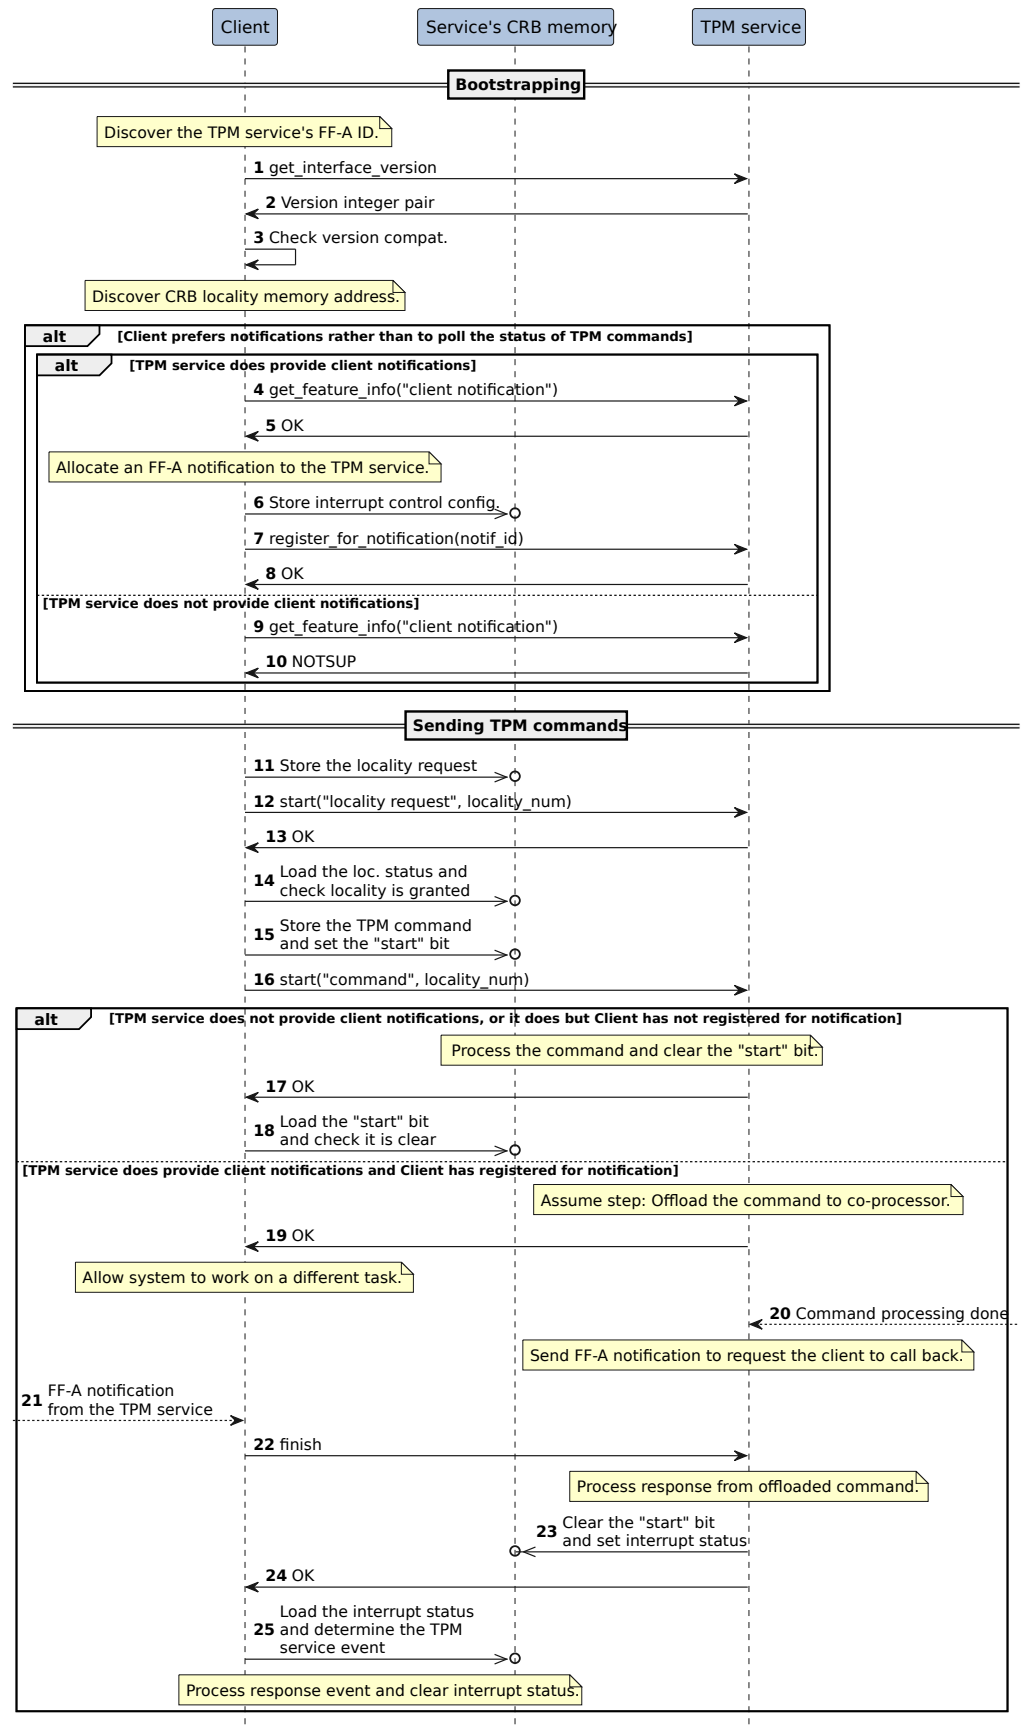 Client
Service's CRB memory
TPM service
Bootstrapping
Discover the TPM service's FF-A ID.
1 get_interface_version
2 Version integer pair
3 Check version compat.
Discover CRB locality memory address.
alt [Client prefers notifications rather than to poll the status of TPM commands]
alt [TPM service does provide client notifications]
4 get_feature_info("client notification")
5 OK
Allocate an FF-A notification to the TPM service.
6 Store interrupt control config.
7 register_for_notification(notif_id)
8 OK
[TPM service does not provide client notifications]
9 get_feature_info("client notification")
10 NOTSUP
Sending TPM commands
11 Store the locality request
12 start("locality request", locality_num)
13 OK
14 Load the loc. status and
check locality is granted
15 Store the TPM command
and set the "start" bit
16 start("command", locality_num)
alt [TPM service does not provide client notifications, or it does but Client has not registered for notification]
Process the command and clear the "start" bit.
17 OK
18 Load the "start" bit
and check it is clear
[TPM service does provide client notifications and Client has registered for notification]
Assume step: Offload the command to co-processor.
19 OK
Allow system to work on a different task.
20 Command processing done
Send FF-A notification to request the client to call back.
21 FF-A notification
from the TPM service
22 finish
Process response from offloaded command.
23 Clear the "start" bit
and set interrupt status
24 OK
25 Load the interrupt status
and determine the TPM
service event
Process response event and clear interrupt status.